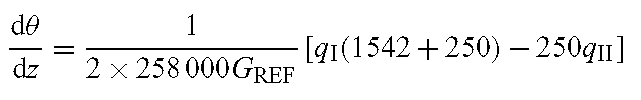 dθ/dz = 1/(2 × 258 000G_REF) [q_I(1542 + 250) − 250q_II]